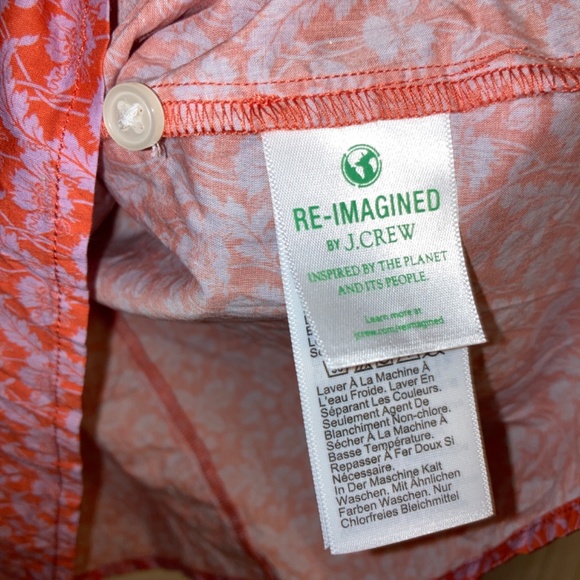 RE-IMAGINED
BY J.CREW
INSPIRED BY THE PLANET
AND ITS PEOPLE.
Learn more at
jcrew.com/reimagined
Laver À La Machine À
L'eau Froide. Laver En
Séparant Les Couleurs.
Seulement Agent De
Blanchiment Non-chlore.
Sécher À La Machine À
Basse Température.
Repasser À Fer Doux Si
Nécessaire.
In Der Maschine Kalt
Waschen. Mit Ähnlichen
Farben Waschen. Nur
Chlorfreies Bleichmittel